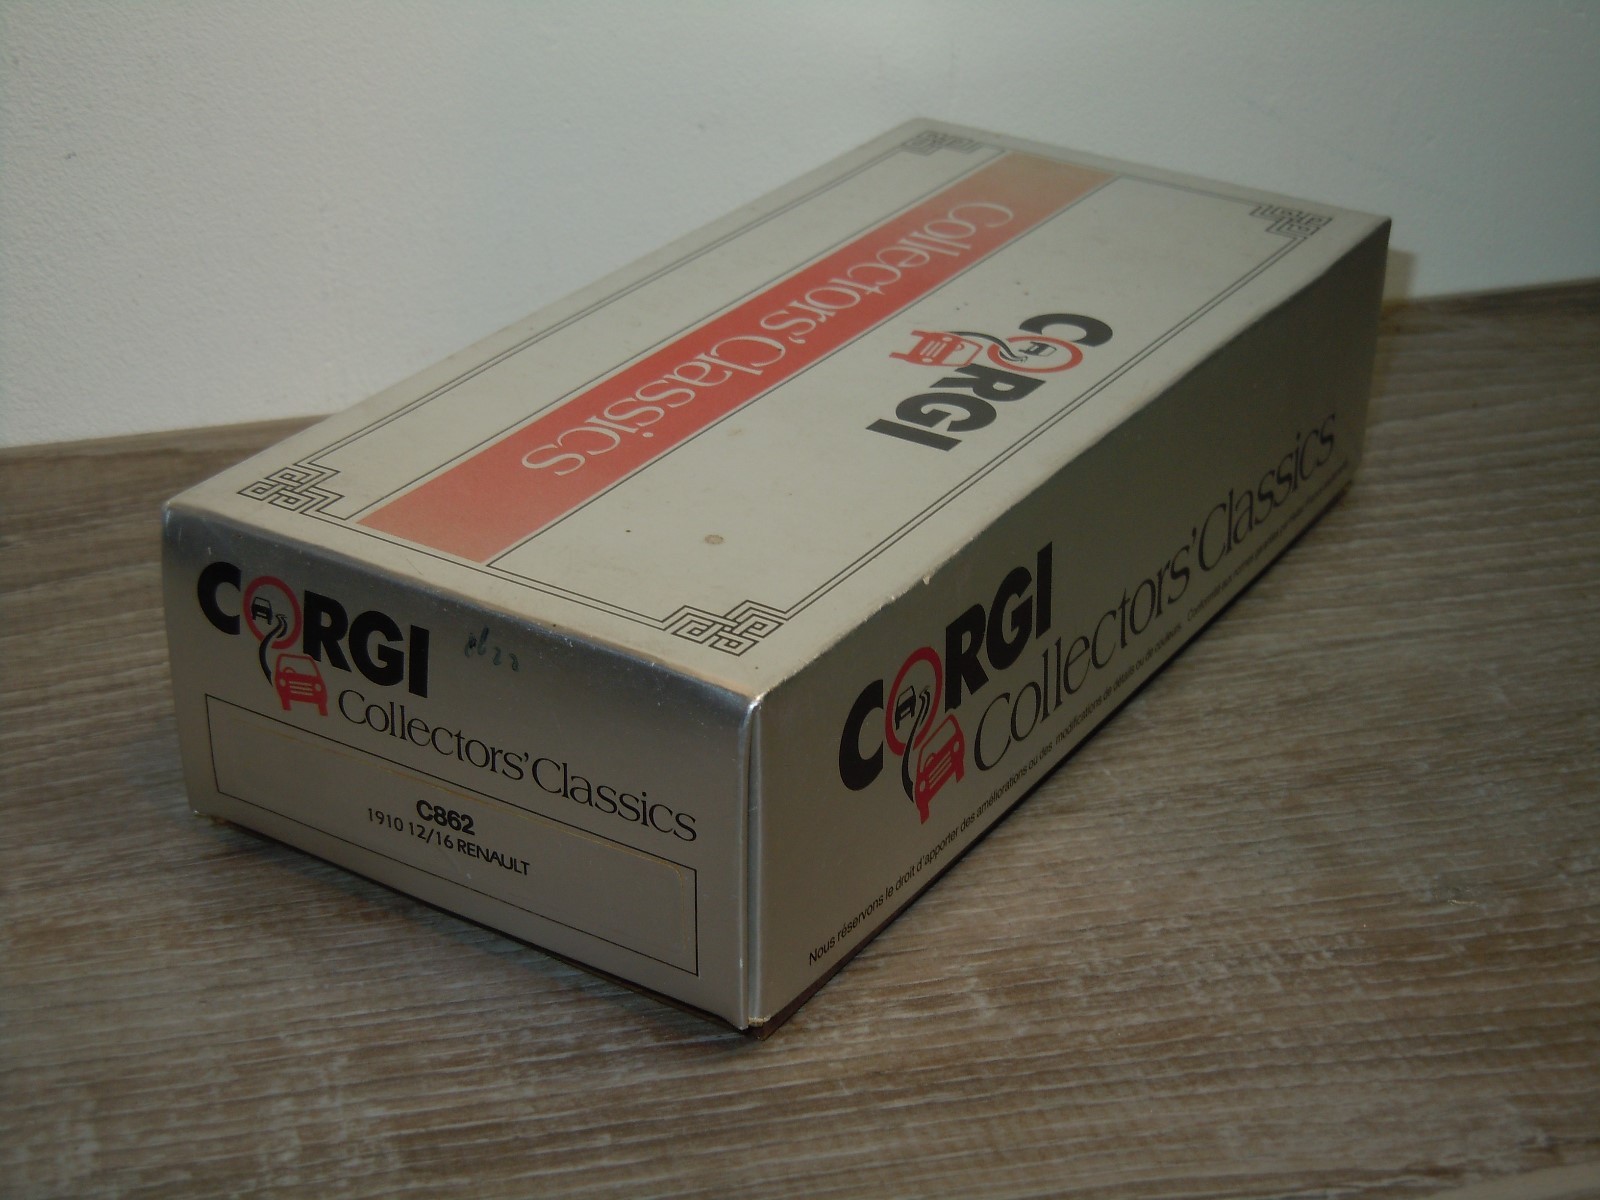 Collectors' Classics
CORGI
CORGI
Collectors' Classics
C862
1910 12/16 RENAULT
CORGI
Collectors' Classics
Nous réservons le droit d'apporter des améliorations ou des modifications de détails ou de couleurs.